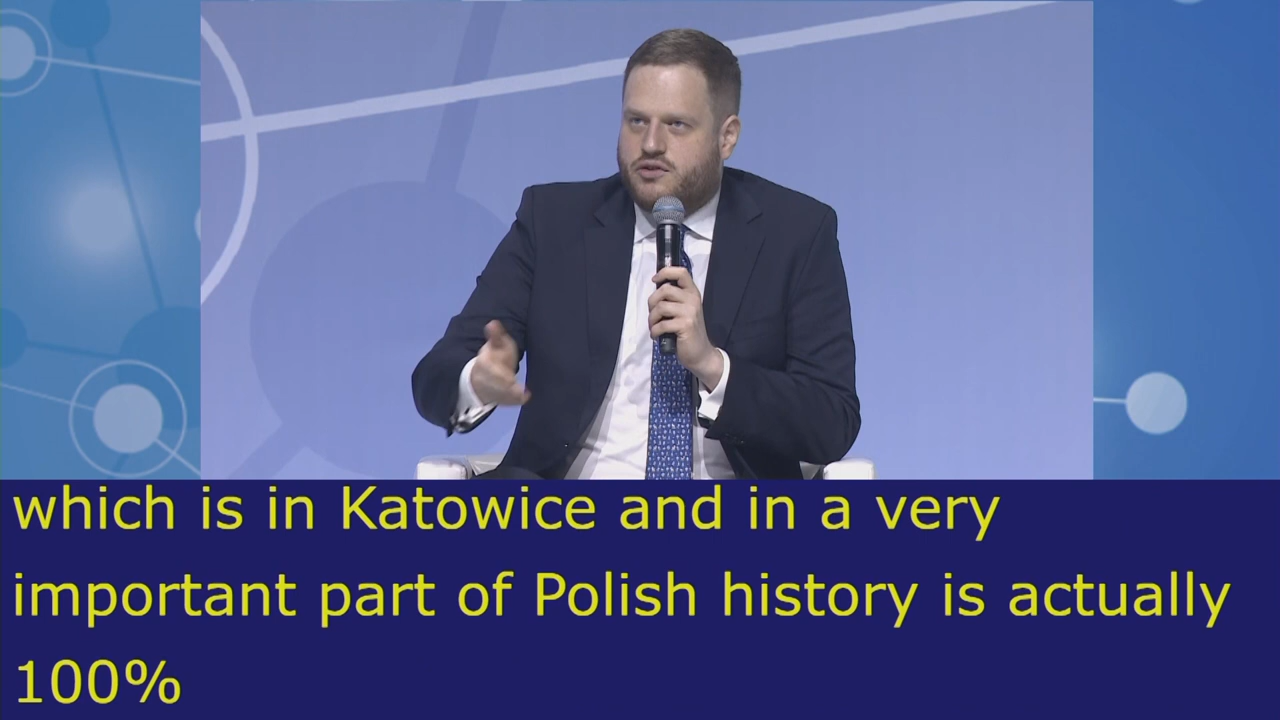 which is in Katowice and in a very
important part of Polish history is actually
100%